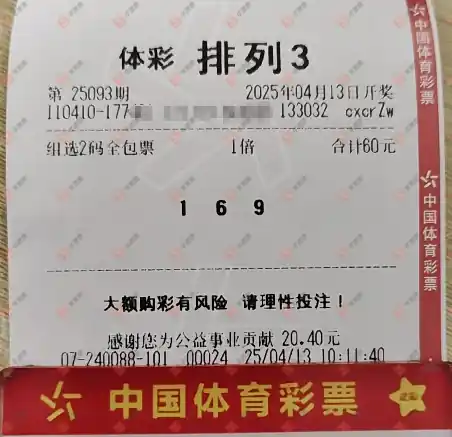 体彩 排列3
第 25093期 2025年04月13日开奖
110410-177 133032 cxcrZw
组选2码全包票 1倍 合计60元
1 6 9
大额购彩有风险 请理性投注!
感谢您为公益事业贡献 20.40元
07-240088-101 00024 25/04/13 10:11:40
中国体育彩票
中国体育彩票
中国体育彩票